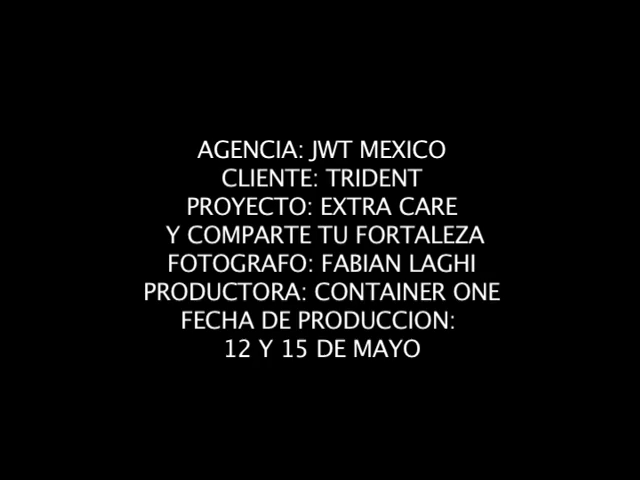 AGENCIA: JWT MEXICO
CLIENTE: TRIDENT
PROYECTO: EXTRA CARE
Y COMPARTE TU FORTALEZA
FOTOGRAFO: FABIAN LAGHI
PRODUCTORA: CONTAINER ONE
FECHA DE PRODUCCION:
12 Y 15 DE MAYO